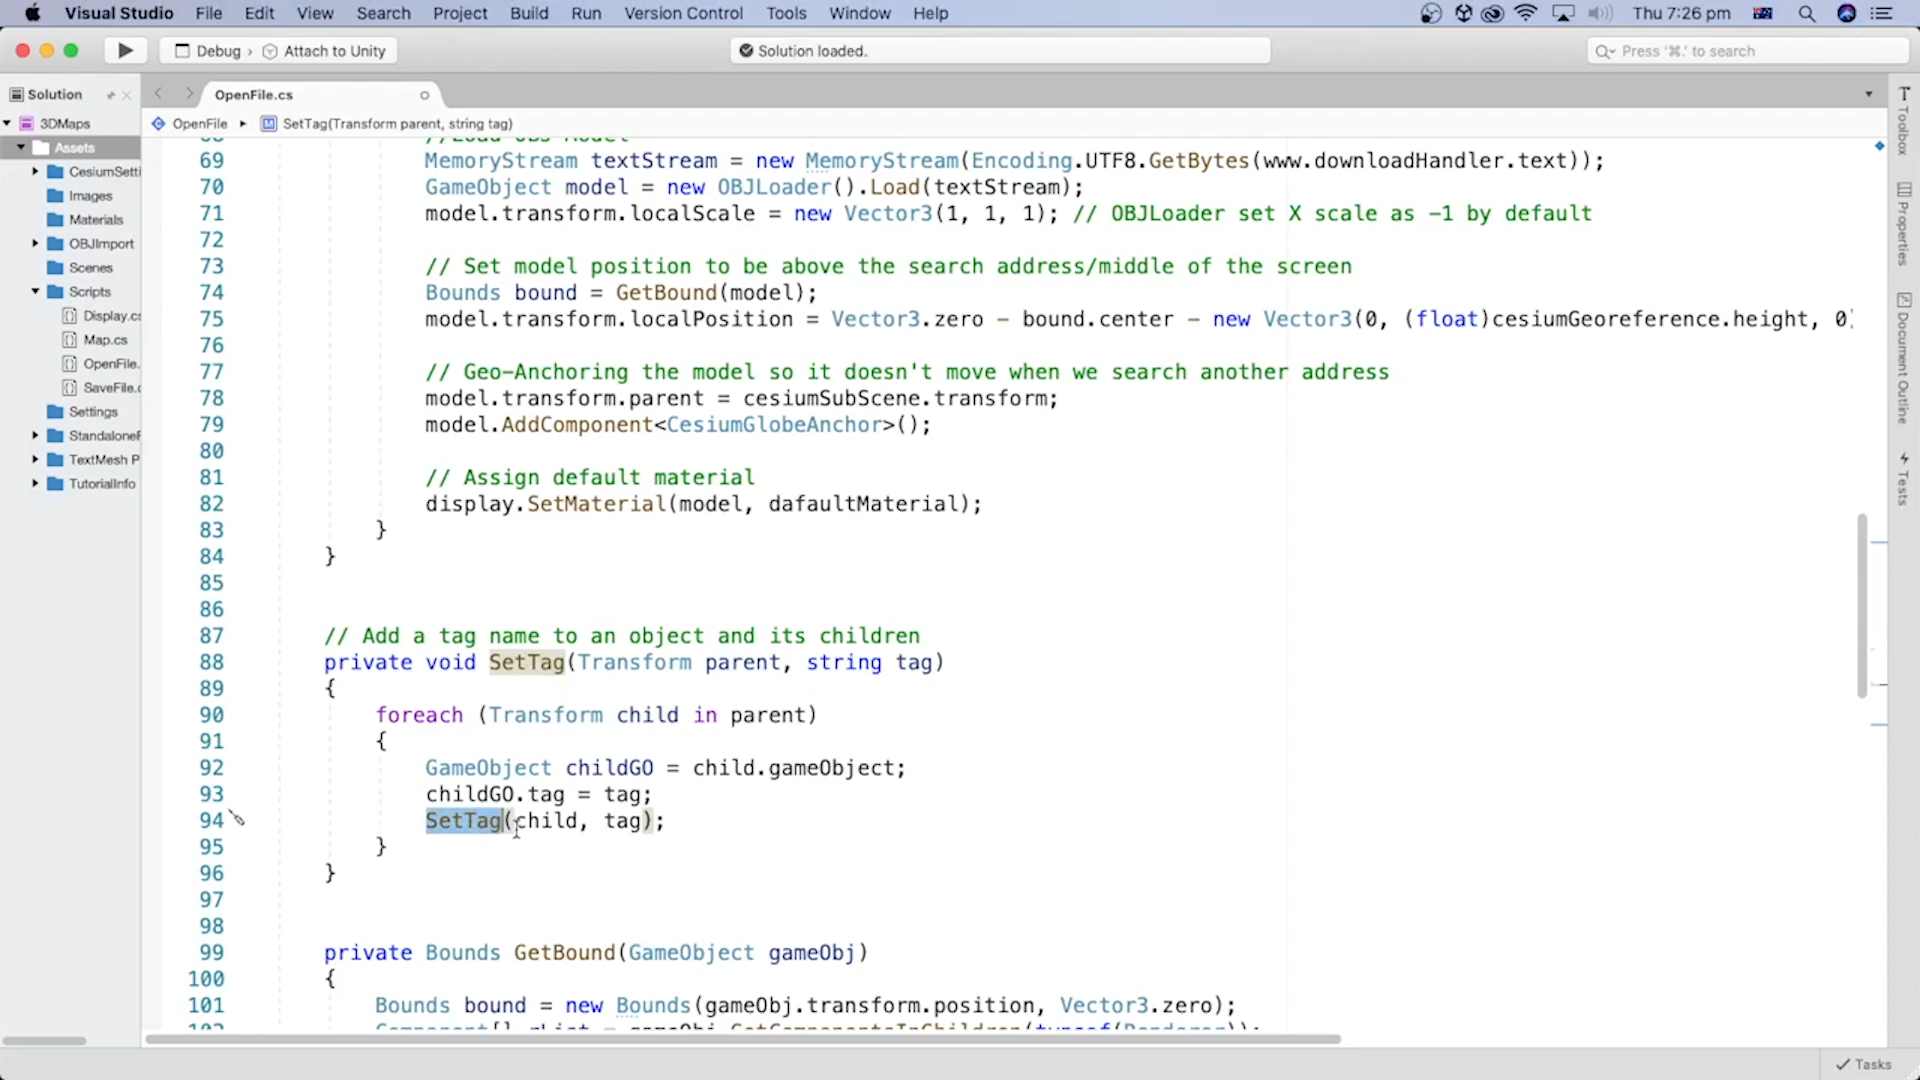 Visual Studio File Edit View Search Project Build Run Version Control Tools Window Help Thu 7:26 pm
Debug › Attach to Unity Solution loaded. Press '⌘.' to search
Solution
OpenFile.cs
3DMaps
OpenFile ▸ SetTag(Transform parent, string tag)
Assets
CesiumSetti
Images
Materials
OBJImport
Scenes
Scripts
Display.cs
Map.cs
OpenFile.
SaveFile.c
Settings
StandaloneF
TextMesh P
TutorialInfo
69 MemoryStream textStream = new MemoryStream(Encoding.UTF8.GetBytes(www.downloadHandler.text));
70 GameObject model = new OBJLoader().Load(textStream);
71 model.transform.localScale = new Vector3(1, 1, 1); // OBJLoader set X scale as -1 by default
72
73 // Set model position to be above the search address/middle of the screen
74 Bounds bound = GetBound(model);
75 model.transform.localPosition = Vector3.zero - bound.center - new Vector3(0, (float)cesiumGeoreference.height, 0)
76
77 // Geo-Anchoring the model so it doesn't move when we search another address
78 model.transform.parent = cesiumSubScene.transform;
79 model.AddComponent<CesiumGlobeAnchor>();
80
81 // Assign default material
82 display.SetMaterial(model, dafaultMaterial);
83 }
84 }
85
86
87 // Add a tag name to an object and its children
88 private void SetTag(Transform parent, string tag)
89 {
90 foreach (Transform child in parent)
91 {
92 GameObject childGO = child.gameObject;
93 childGO.tag = tag;
94 SetTag(child, tag);
95 }
96 }
97
98
99 private Bounds GetBound(GameObject gameObj)
100 {
101 Bounds bound = new Bounds(gameObj.transform.position, Vector3.zero);
Toolbox
Properties
Document Outline
Tests
Tasks